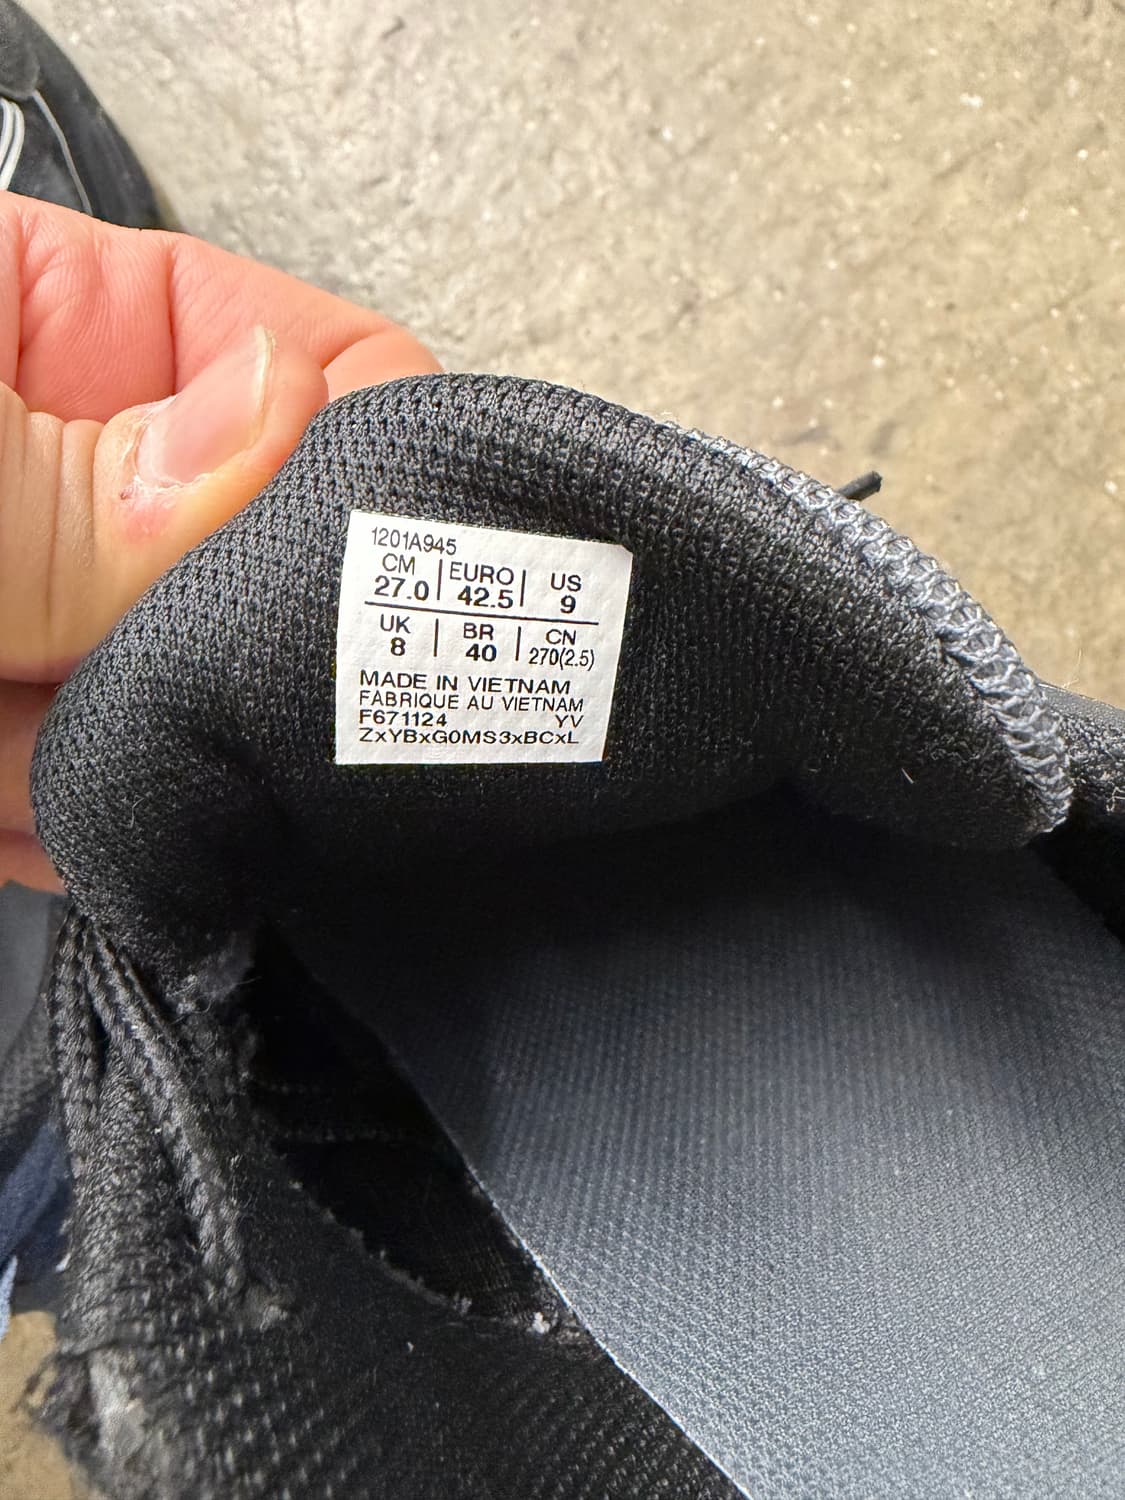 1201A945
CM | EURO | US
27.0 | 42.5 | 9
UK | BR | CN
8 | 40 | 270(2.5)
MADE IN VIETNAM
FABRIQUE AU VIETNAM
F671124 YV
ZxYBxG0MS3xBCxL